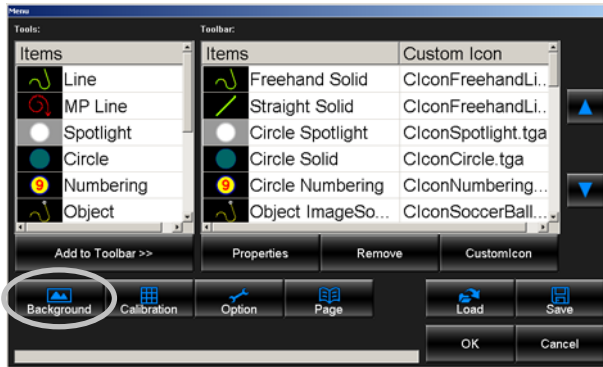 Menu
Tools:
Toolbar:
Items
Items
Custom Icon
Line
Freehand Solid
CIconFreehandLi...
MP Line
Straight Solid
CIconFreehandLi...
Spotlight
Circle Spotlight
CIconSpotlight.tga
Circle
Circle Solid
CIconCircle.tga
9
Numbering
9
Circle Numbering
CIconNumbering...
Object
Object ImageSo...
CIconSoccerBall...
Add to Toolbar >>
Properties
Remove
CustomIcon
Background
Calibration
Option
Page
Load
Save
OK
Cancel